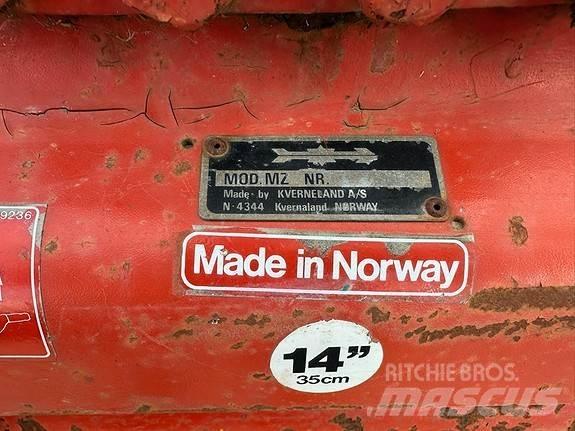 MOD. MZ NR.
Made · by KVERNELAND A/S
N · 4344 Kvernaland NORWAY
9236
Made in Norway
14”
35cm
RITCHIE BROS.
MASCUS